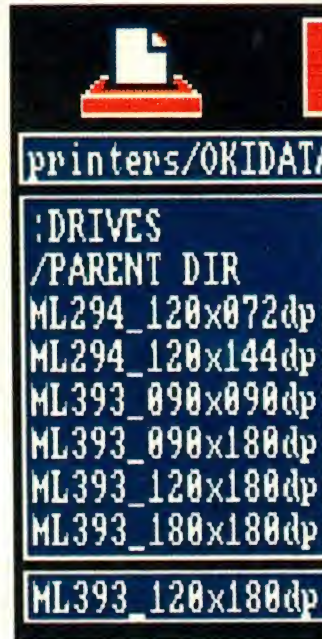 printers/OKIDATA
:DRIVES
/PARENT DIR
ML294_120x072dp
ML294_120x144dp
ML393_090x090dp
ML393_090x180dp
ML393_120x180dp
ML393_180x180dp
ML393_120x180dp